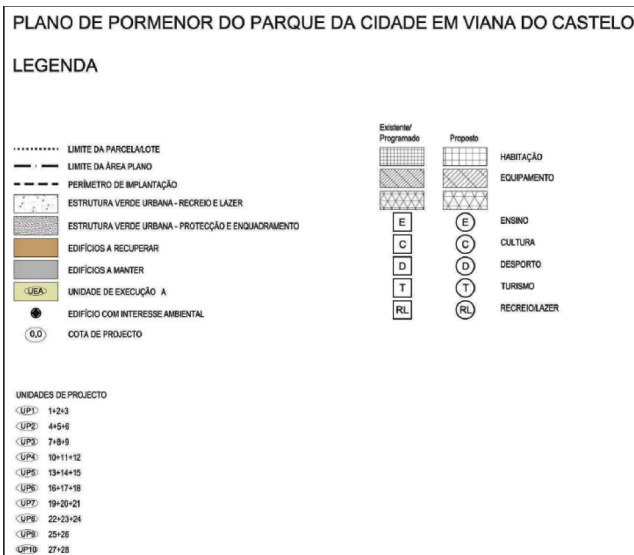 PLANO DE PORMENOR DO PARQUE DA CIDADE EM VIANA DO CASTELO
LEGENDA
LIMITE DA PARCELA/LOTE
LIMITE DA ÁREA PLANO
PERÍMETRO DE IMPLANTAÇÃO
ESTRUTURA VERDE URBANA - RECREIO E LAZER
ESTRUTURA VERDE URBANA - PROTECÇÃO E ENQUADRAMENTO
EDIFÍCIOS A RECUPERAR
EDIFÍCIOS A MANTER
UEA UNIDADE DE EXECUÇÃO A
EDIFÍCIO COM INTERESSE AMBIENTAL
0,0 COTA DE PROJECTO
Existente/
Programado Proposto
HABITAÇÃO
EQUIPAMENTO
E E ENSINO
C C CULTURA
D D DESPORTO
T T TURISMO
RL RL RECREIO/LAZER
UNIDADES DE PROJECTO
UP1 1+2+3
UP2 4+5+6
UP3 7+8+9
UP4 10+11+12
UP5 13+14+15
UP6 16+17+18
UP7 19+20+21
UP8 22+23+24
UP9 25+26
UP10 27+28